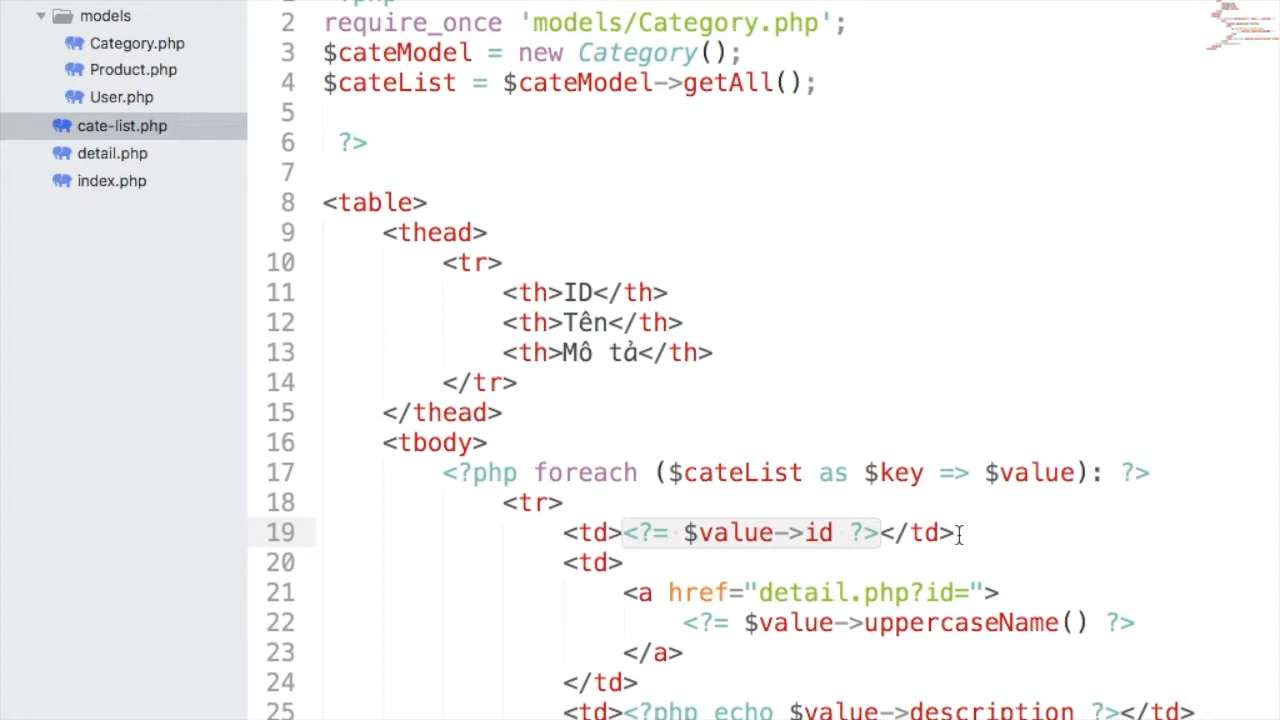 models
Category.php
Product.php
User.php
cate-list.php
detail.php
index.php
2 require_once 'models/Category.php';
3 $cateModel = new Category();
4 $cateList = $cateModel->getAll();
5
6 ?>
7
8 <table>
9 <thead>
10 <tr>
11 <th>ID</th>
12 <th>Tên</th>
13 <th>Mô tả</th>
14 </tr>
15 </thead>
16 <tbody>
17 <?php foreach ($cateList as $key => $value): ?>
18 <tr>
19 <td><?= $value->id ?></td>
20 <td>
21 <a href="detail.php?id=">
22 <?= $value->uppercaseName() ?>
23 </a>
24 </td>
25 <td><?php echo $value->description ?></td>